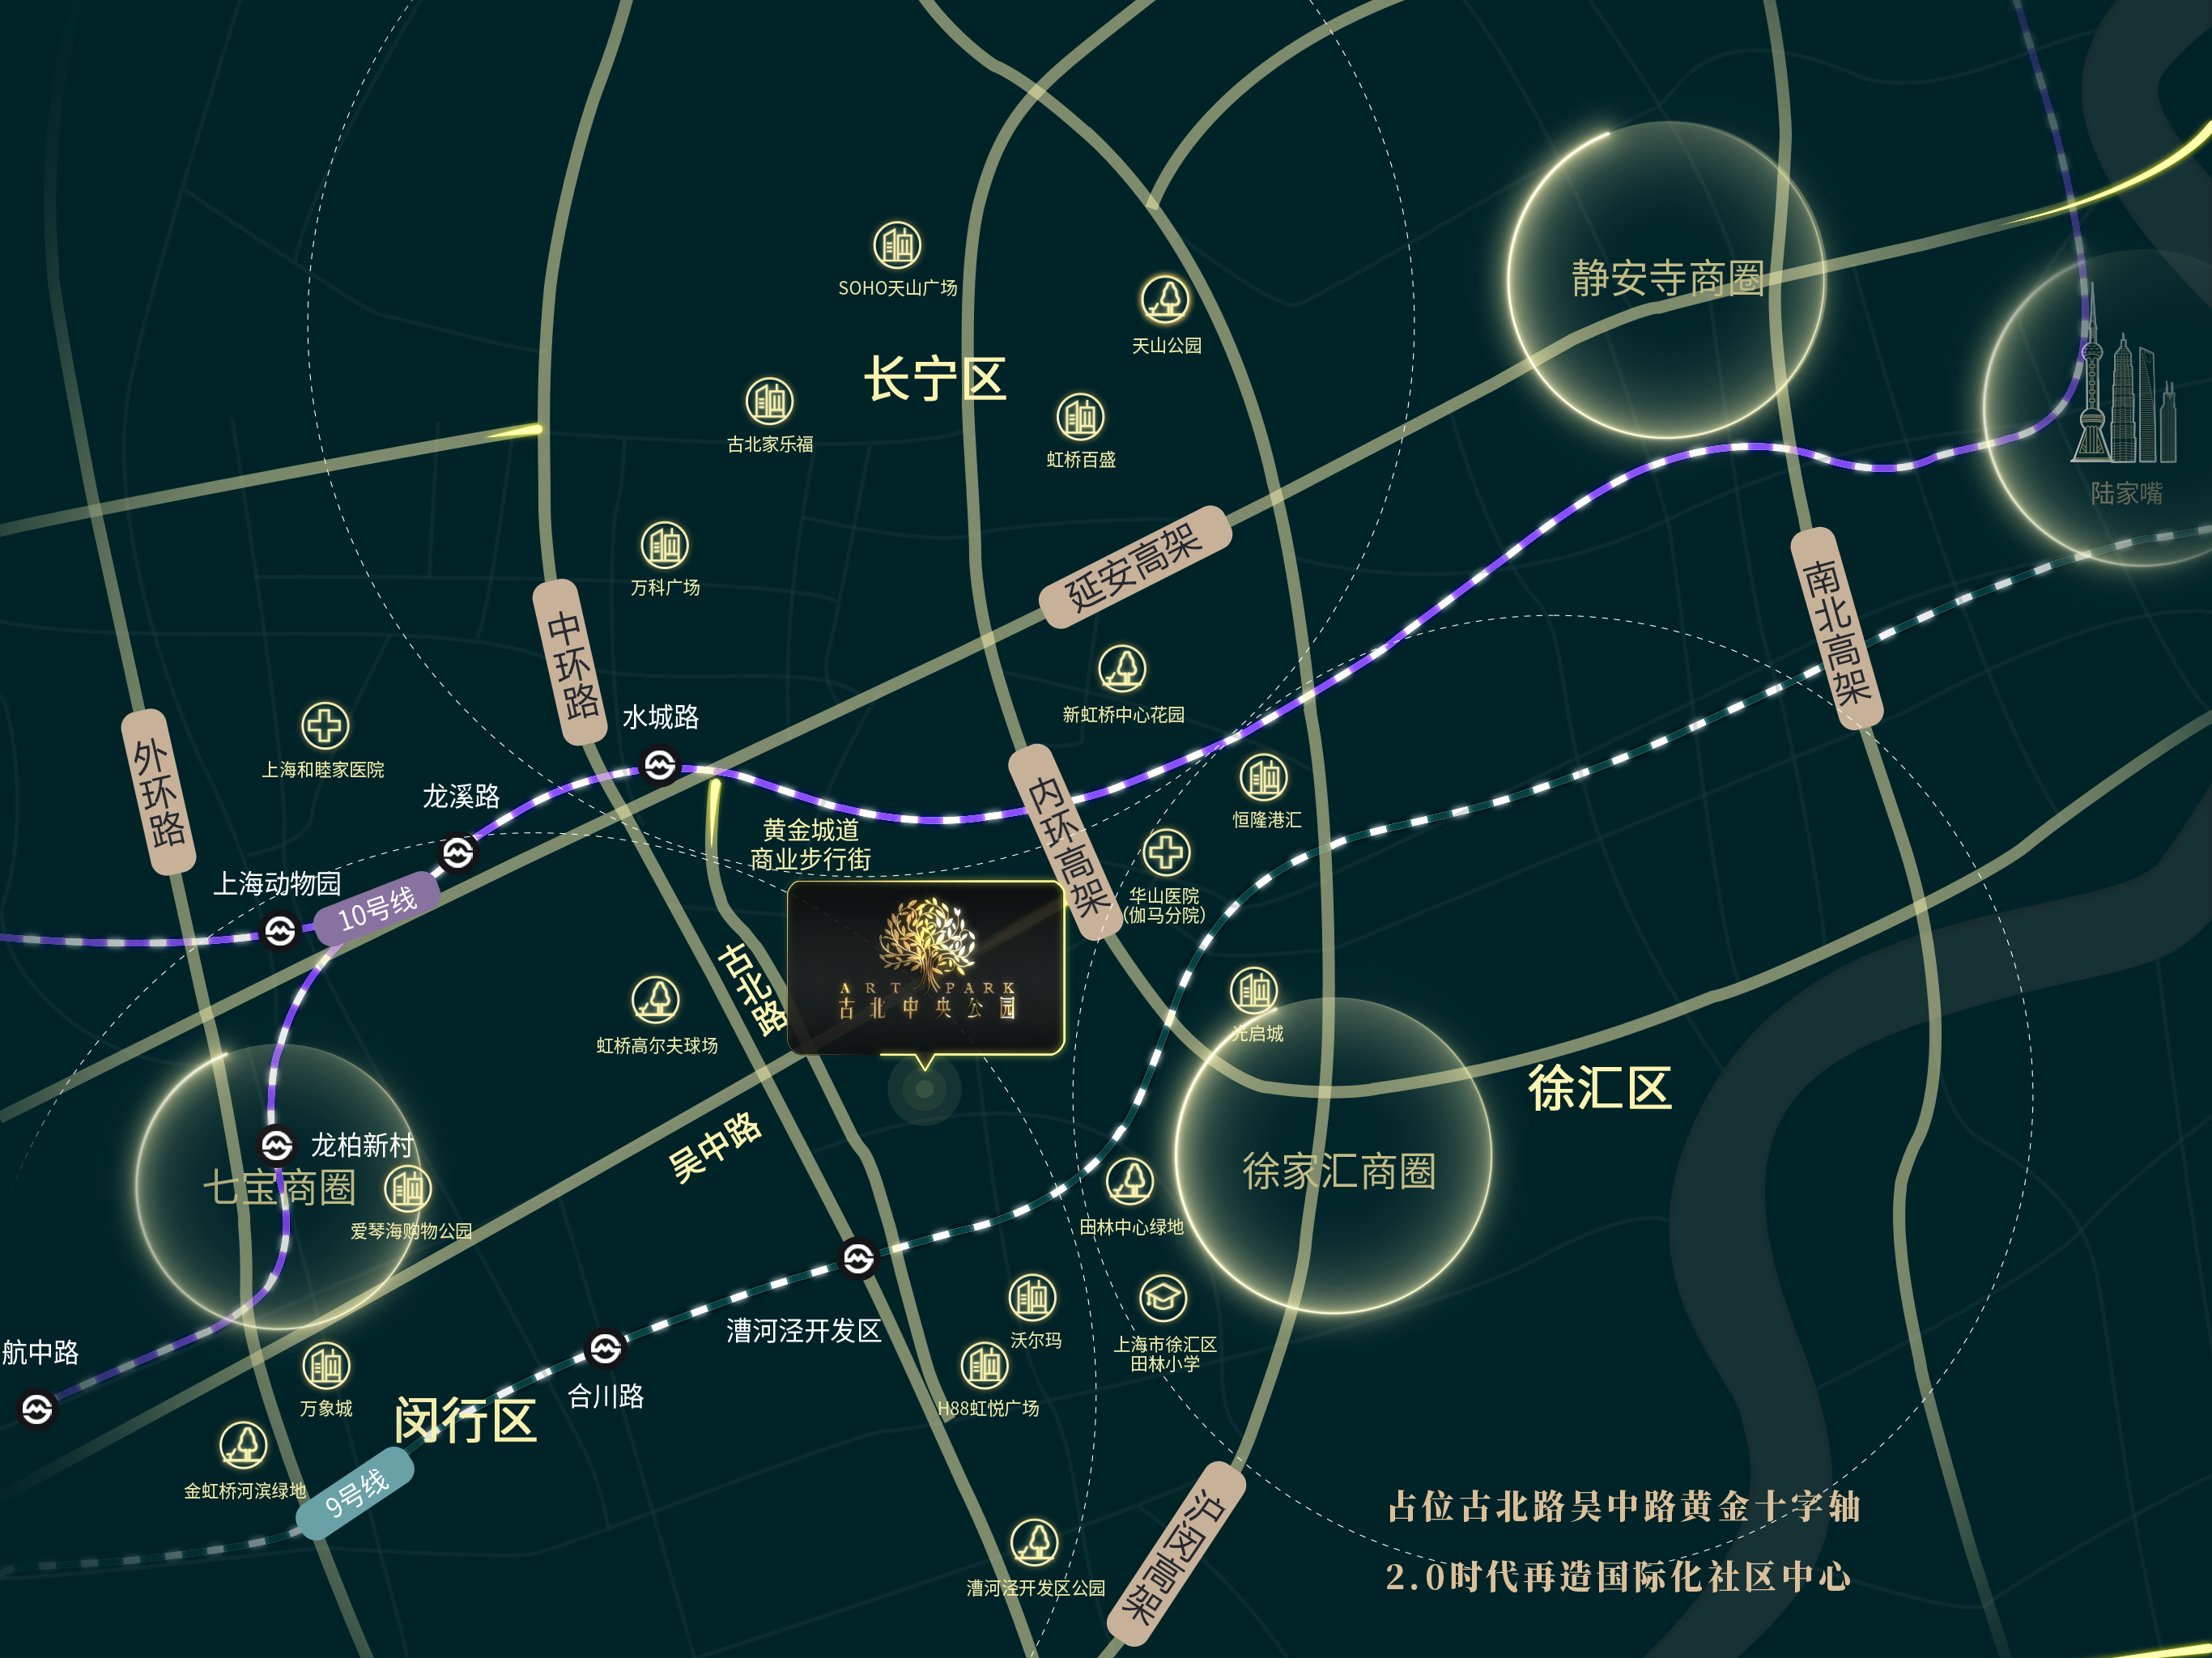 SOHO天山广场
天山公园
静安寺商圈
长宁区
古北家乐福
虹桥百盛
陆家嘴
万科广场
延安高架
南北高架
中环路
新虹桥中心花园
水城路
外环路
上海和睦家医院
龙溪路
内环高架
恒隆港汇
黄金城道
商业步行街
上海动物园
10号线
华山医院
(伽马分院)
ART PARK
古北中央公园
古北路
虹桥高尔夫球场
光启城
徐汇区
吴中路
龙柏新村
七宝商圈
徐家汇商圈
爱琴海购物公园
田林中心绿地
漕河泾开发区
沃尔玛
上海市徐汇区
田林小学
航中路
合川路
万象城
闵行区
H88虹悦广场
金虹桥河滨绿地
9号线
沪闵高架
漕河泾开发区公园
占位古北路吴中路黄金十字轴
2.0时代再造国际化社区中心